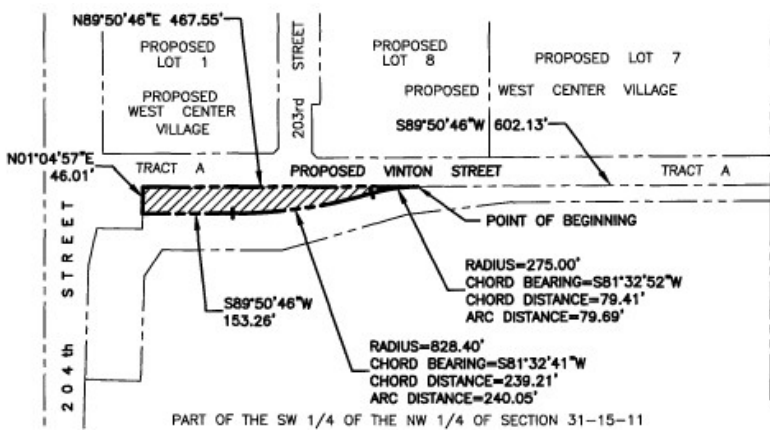 N89°50'46"E 467.55'
PROPOSED
LOT 1
PROPOSED
WEST CENTER
VILLAGE
203rd STREET
PROPOSED
LOT 8
PROPOSED LOT 7
PROPOSED WEST CENTER VILLAGE
S89°50'46"W 602.13'
N01°04'57"E
46.01'
TRACT A
PROPOSED VINTON STREET
TRACT A
POINT OF BEGINNING
204th STREET
S89°50'46"W
153.26'
RADIUS=275.00'
CHORD BEARING=S81°32'52"W
CHORD DISTANCE=79.41'
ARC DISTANCE=79.69'
RADIUS=828.40'
CHORD BEARING=S81°32'41"W
CHORD DISTANCE=239.21'
ARC DISTANCE=240.05'
PART OF THE SW 1/4 OF THE NW 1/4 OF SECTION 31-15-11